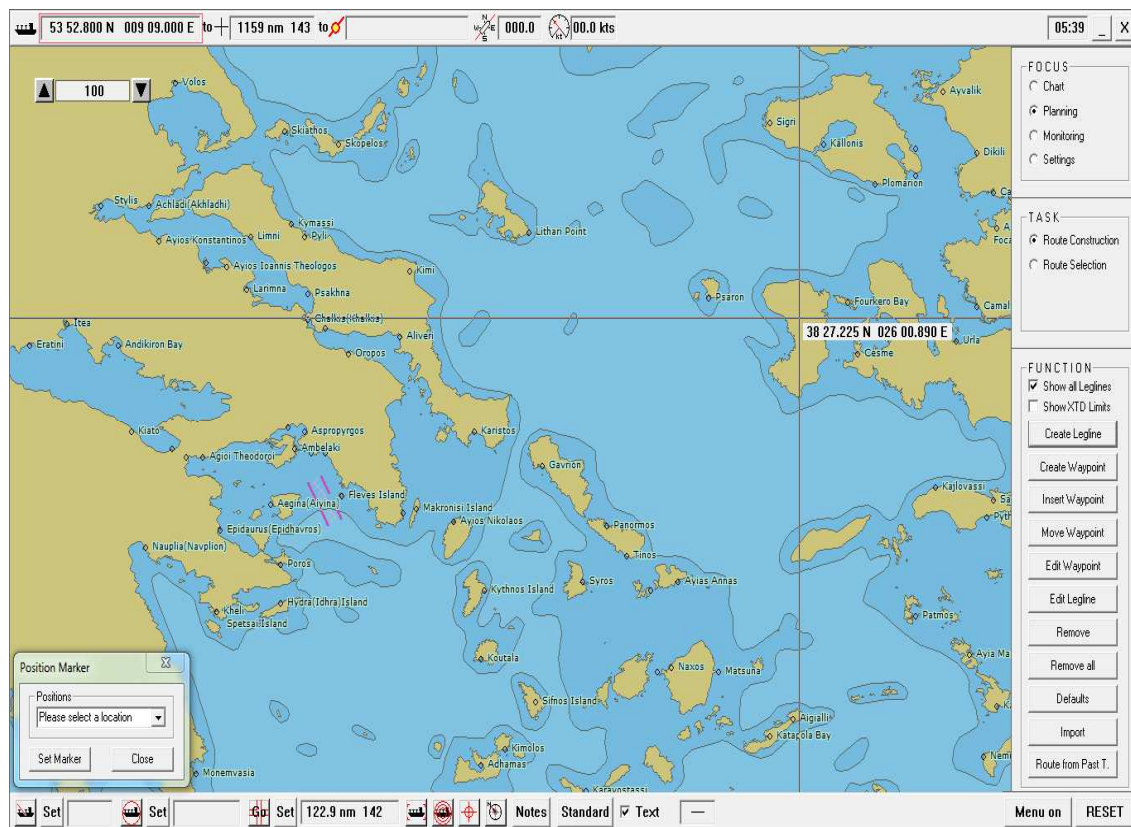 53 52.800 N 009 09.000 E to 1159 nm 143 to 000.0 00.0 kts 05:39 _ X
N
W E
S
kt
100
Volos
Skiathos
Skopelos
Sigri
Kállonis
Ayvalik
Dikili
Plomarion
Stylis
Achladi(Akhladhi)
Lithari Point
Kymassi
Pyli
Limni
Ayios Konstantinos
Ayios Ioannis Theologos
Kimi
Larimna
Psakhna
Psaron
Fourkero Bay
Camal
Foca
Itea
Chalkis(Khalkis)
38 27.225 N 026 00.890 E
Urla
Eratini
Andikiron Bay
Aliveri
Oropos
Cesme
Kiato
Aspropyrgos
Karistos
Ambelaki
Agioi Theodoroi
Gavrion
Fleves Island
Aegina(Aiyina)
Makronisi Island
Kajlovassi
Ayios Nikolaos
Panormos
Epidaurus(Epidhavros)
Nauplia(Navplion)
Tinos
Poros
Syros
Ayias Annas
Kythnos Island
Hydra(Idhra)Island
Kheli
Spetsai Island
Patmos
Koutala
Naxos
Matsuna
Ayia Ma
Sifnos Island
Aigialli
Katapola Bay
Kimolos
Adhamas
Monemvasia
Karavostassi
Position Marker
Positions
Please select a location
Set Marker Close
FOCUS
Chart
Planning
Monitoring
Settings
TASK
Route Construction
Route Selection
FUNCTION
Show all Leglines
Show XTD Limits
Create Legline
Create Waypoint
Insert Waypoint
Move Waypoint
Edit Waypoint
Edit Legline
Remove
Remove all
Defaults
Import
Route from Past T.
Set Set Set 122.9 nm 142 Notes Standard Text Menu on RESET